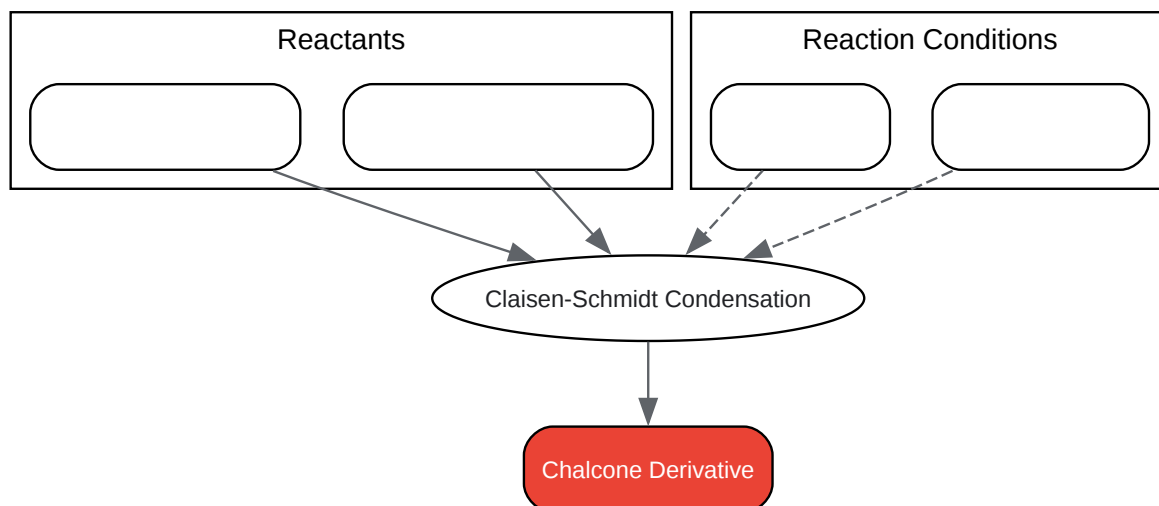 Reactants
Reaction Conditions
Claisen-Schmidt Condensation
Chalcone Derivative